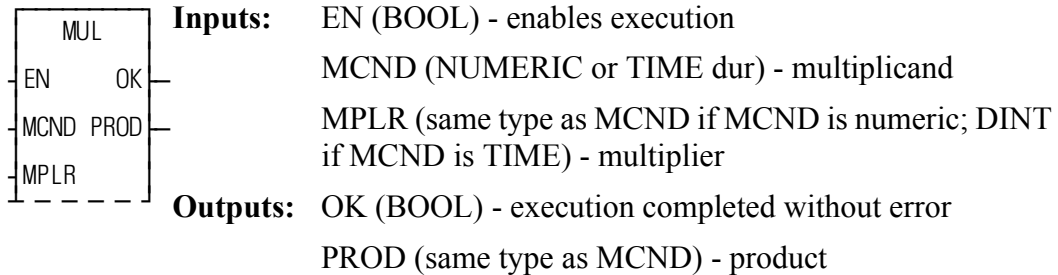 MUL
EN OK
MCND PROD
MPLR
Inputs: EN (BOOL) - enables execution
MCND (NUMERIC or TIME dur) - multiplicand
MPLR (same type as MCND if MCND is numeric; DINT
if MCND is TIME) - multiplier
Outputs: OK (BOOL) - execution completed without error
PROD (same type as MCND) - product